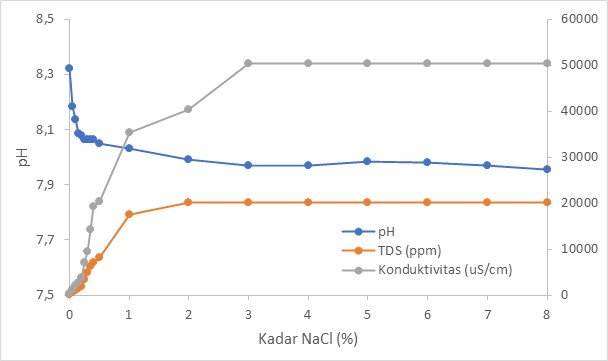 8,5
8,3
8,1
7,9
7,7
7,5
pH
60000
50000
40000
30000
20000
10000
0
pH
TDS (ppm)
Konduktivitas (uS/cm)
0 1 2 3 4 5 6 7 8
Kadar NaCl (%)